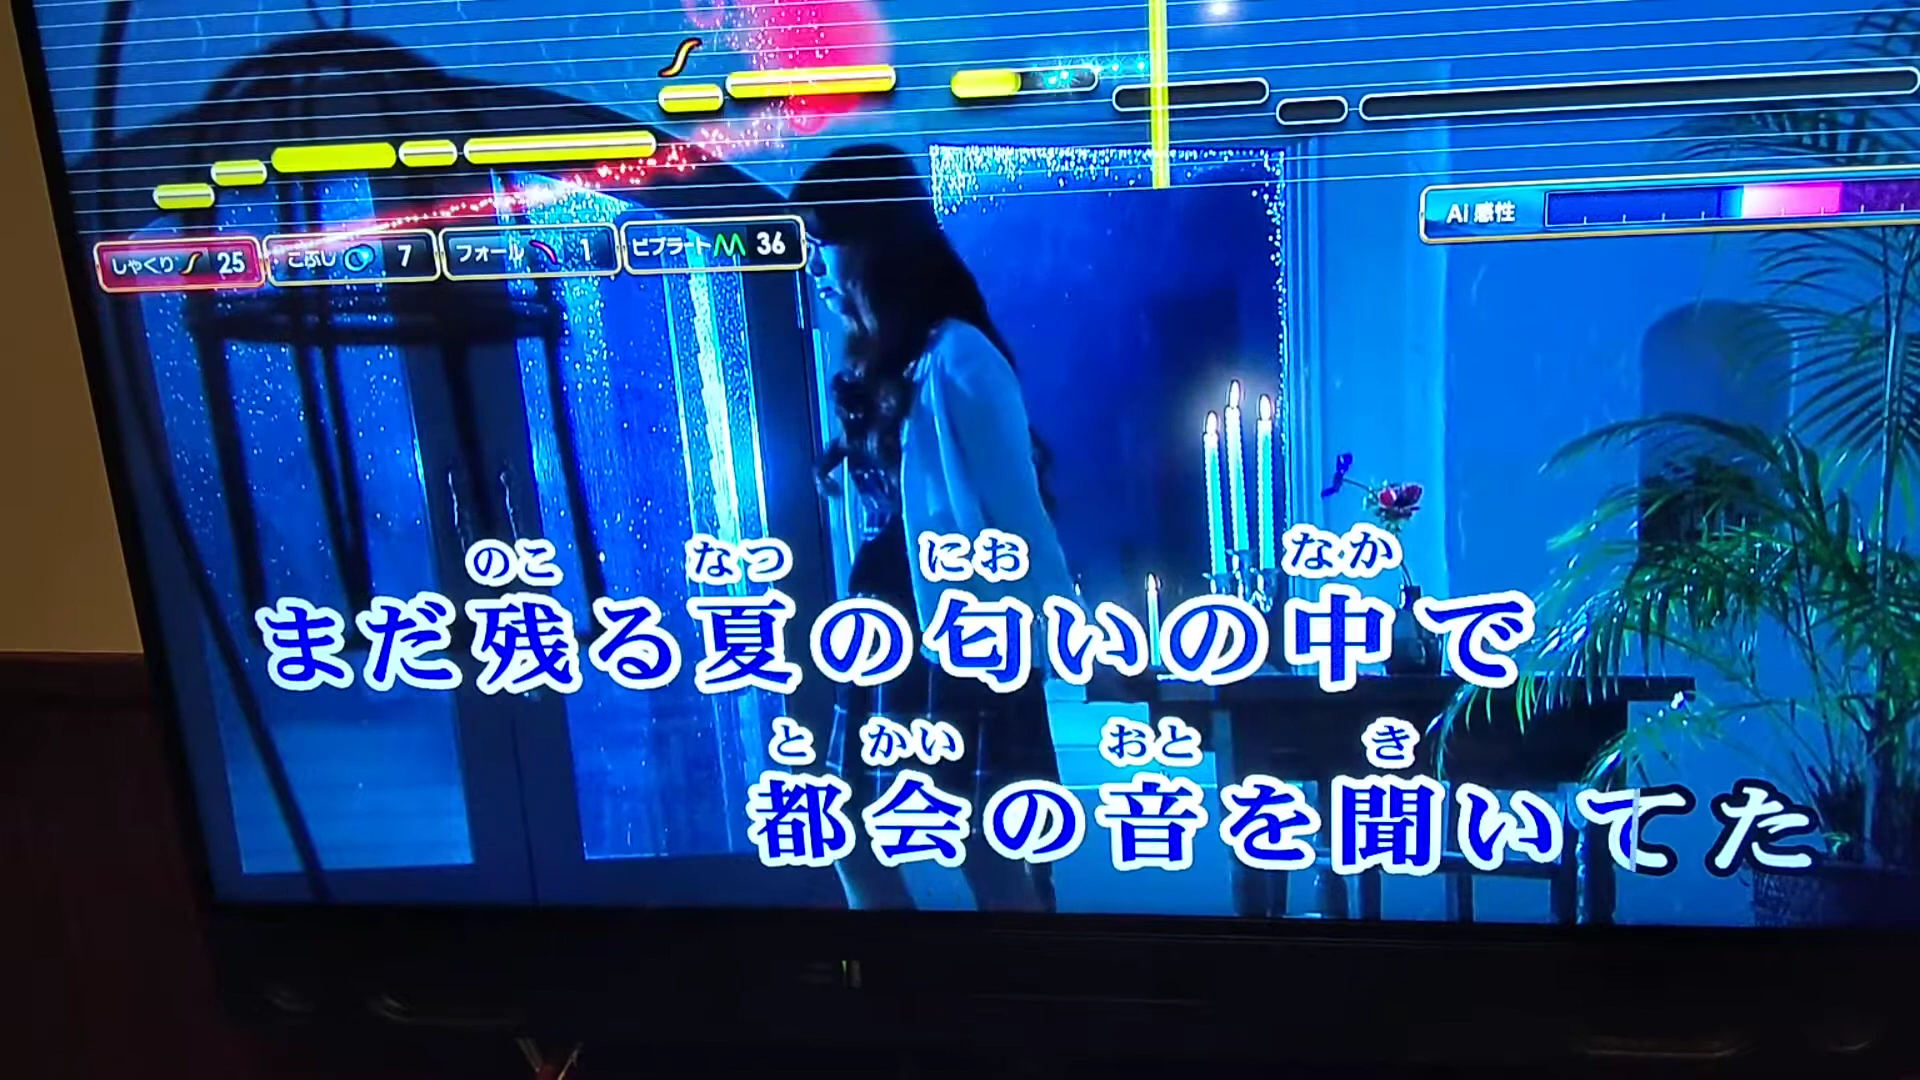 しゃくり 25 こぶし 7 フォール 1 ビブラート 36
Ai 感性
のこ なつ にお なか
まだ残る夏の匂いの中で
と かい おと き
都会の音を聞いてた